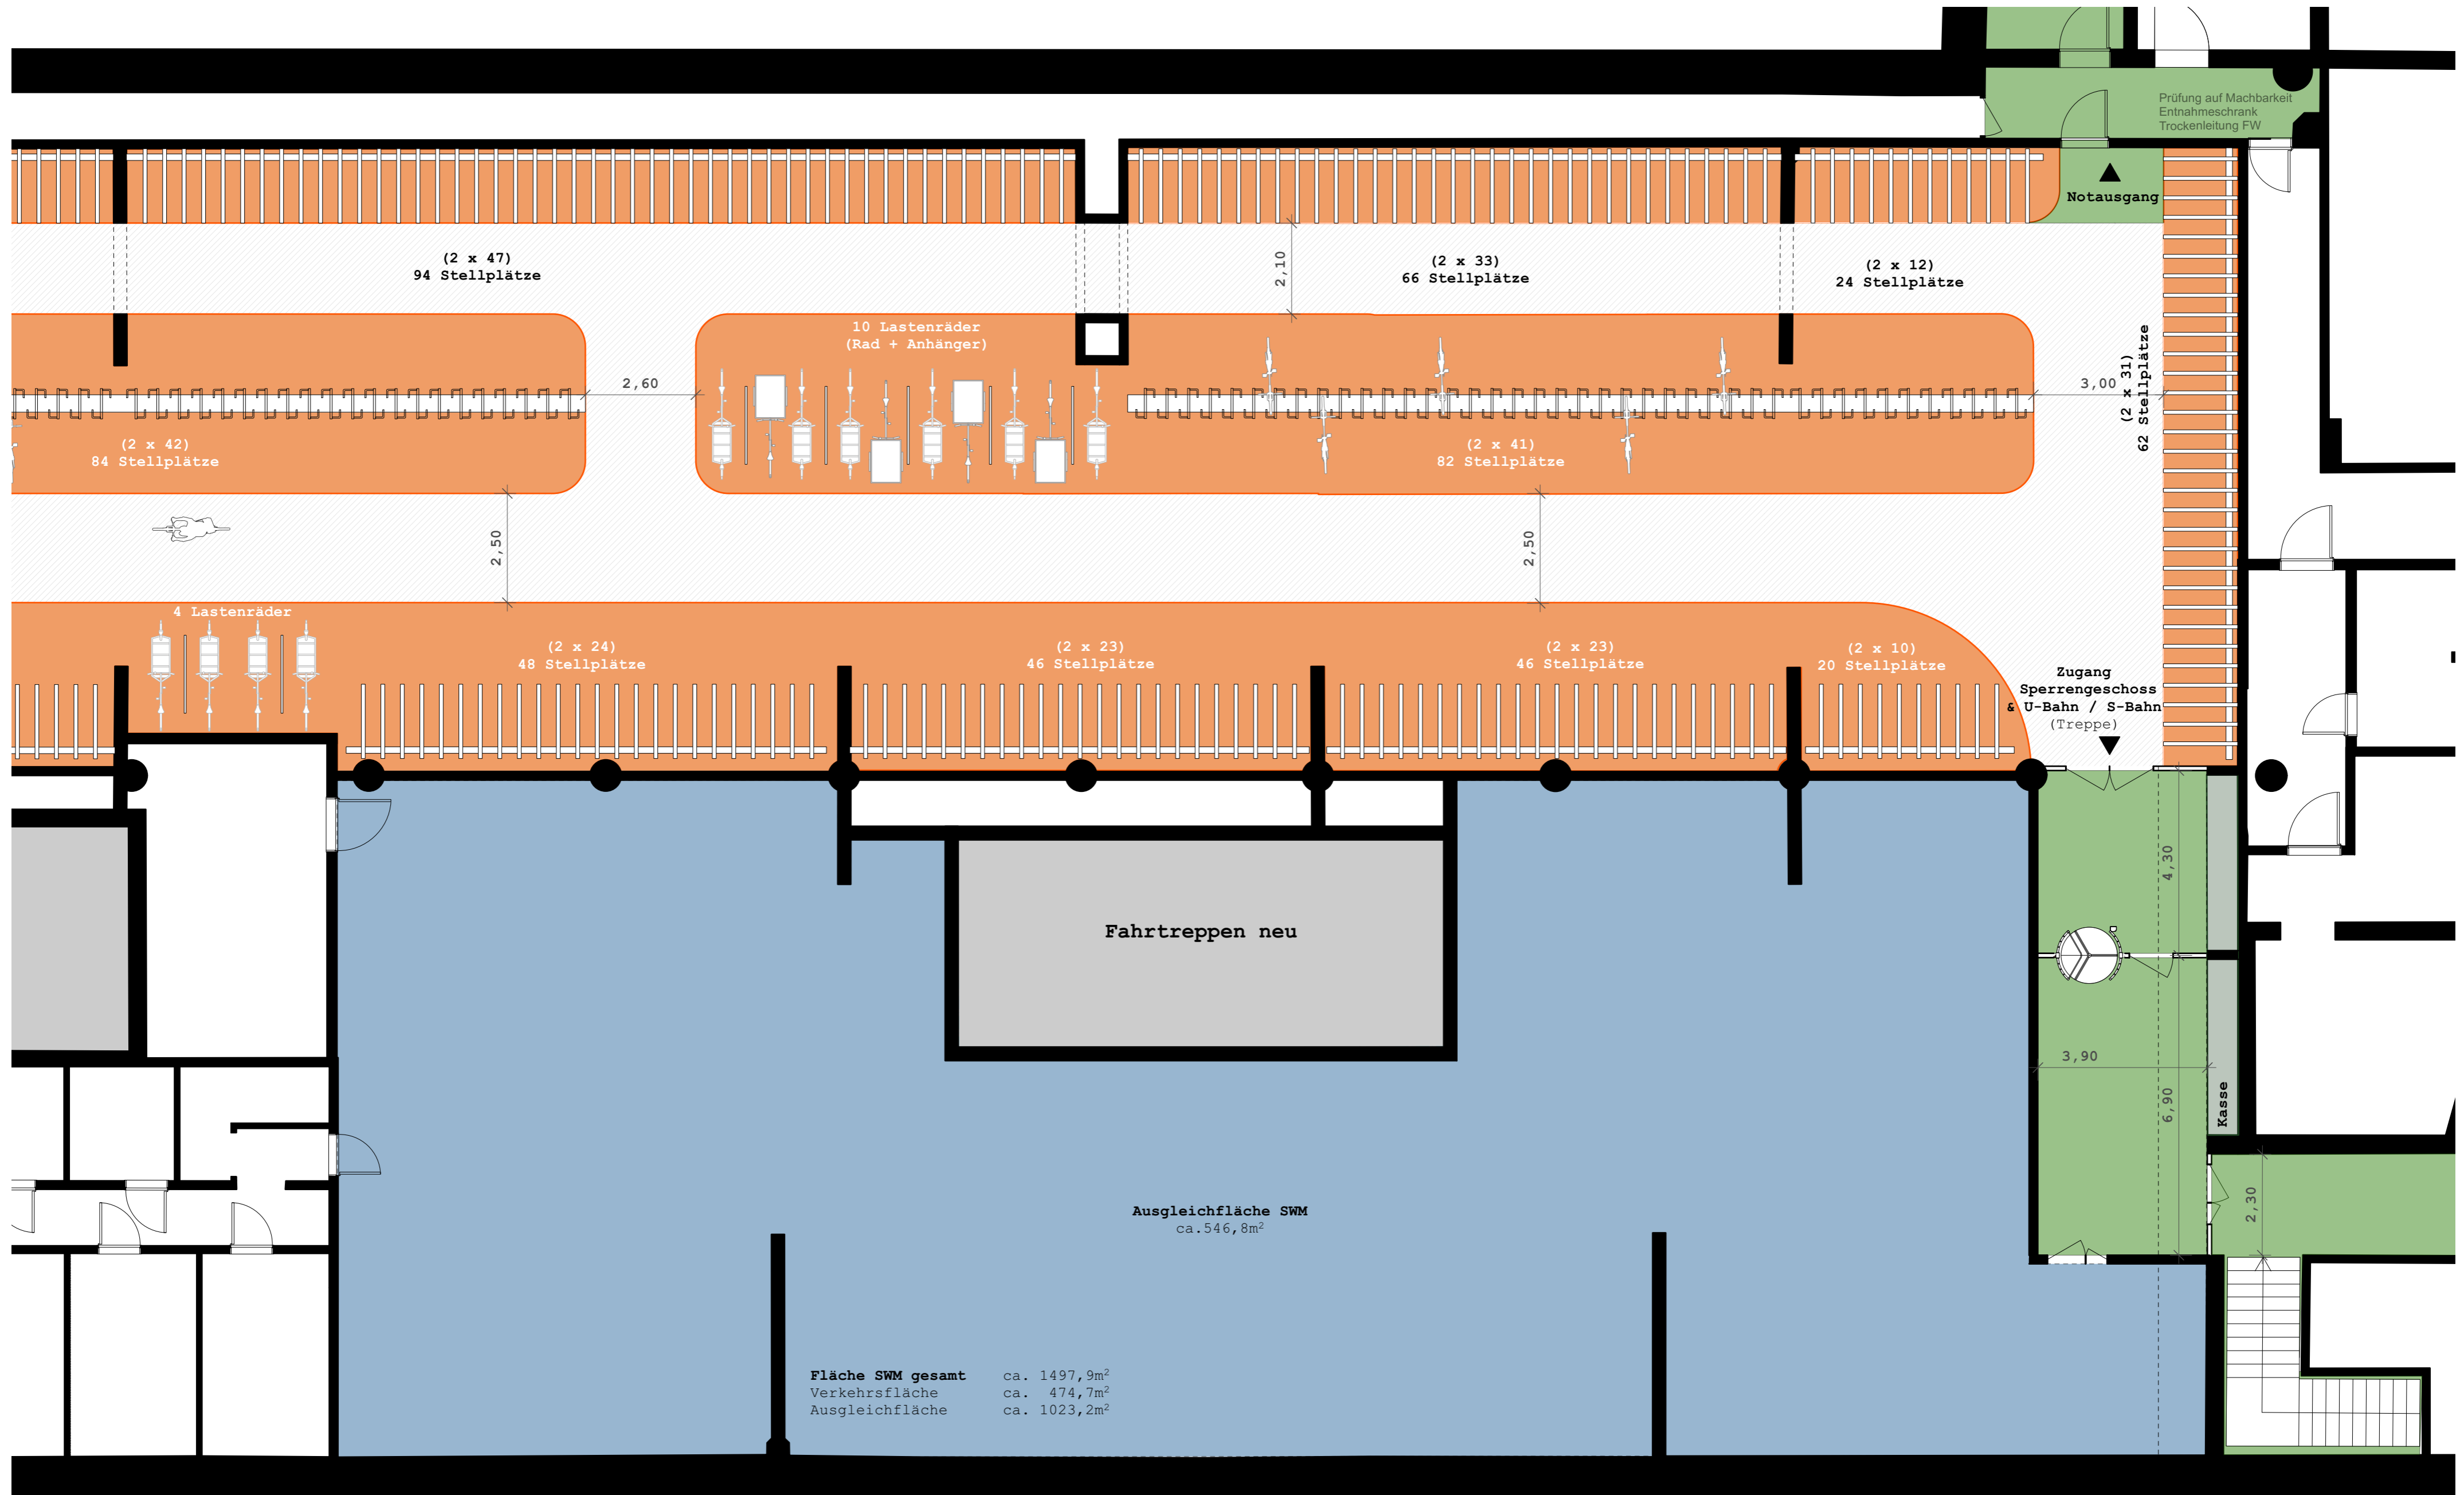 Prüfung auf Machbarkeit
Entnahmeschrank
Trockenleitung FW
Notausgang
(2 x 47)
94 Stellplätze
2,10
(2 x 33)
66 Stellplätze
(2 x 12)
24 Stellplätze
10 Lastenräder
(Rad + Anhänger)
2,60
3,00
(2 x 31)
62 Stellplätze
(2 x 42)
84 Stellplätze
(2 x 41)
82 Stellplätze
2,50
2,50
4 Lastenräder
(2 x 24)
48 Stellplätze
(2 x 23)
46 Stellplätze
(2 x 23)
46 Stellplätze
(2 x 10)
20 Stellplätze
Zugang
Sperrengeschoss
& U-Bahn / S-Bahn
(Treppe)
4,30
Fahrtreppen neu
3,90
6,90
Kasse
2,30
Ausgleichfläche SWM
ca.546,8m²
Fläche SWM gesamt ca. 1497,9m²
Verkehrsfläche ca. 474,7m²
Ausgleichfläche ca. 1023,2m²